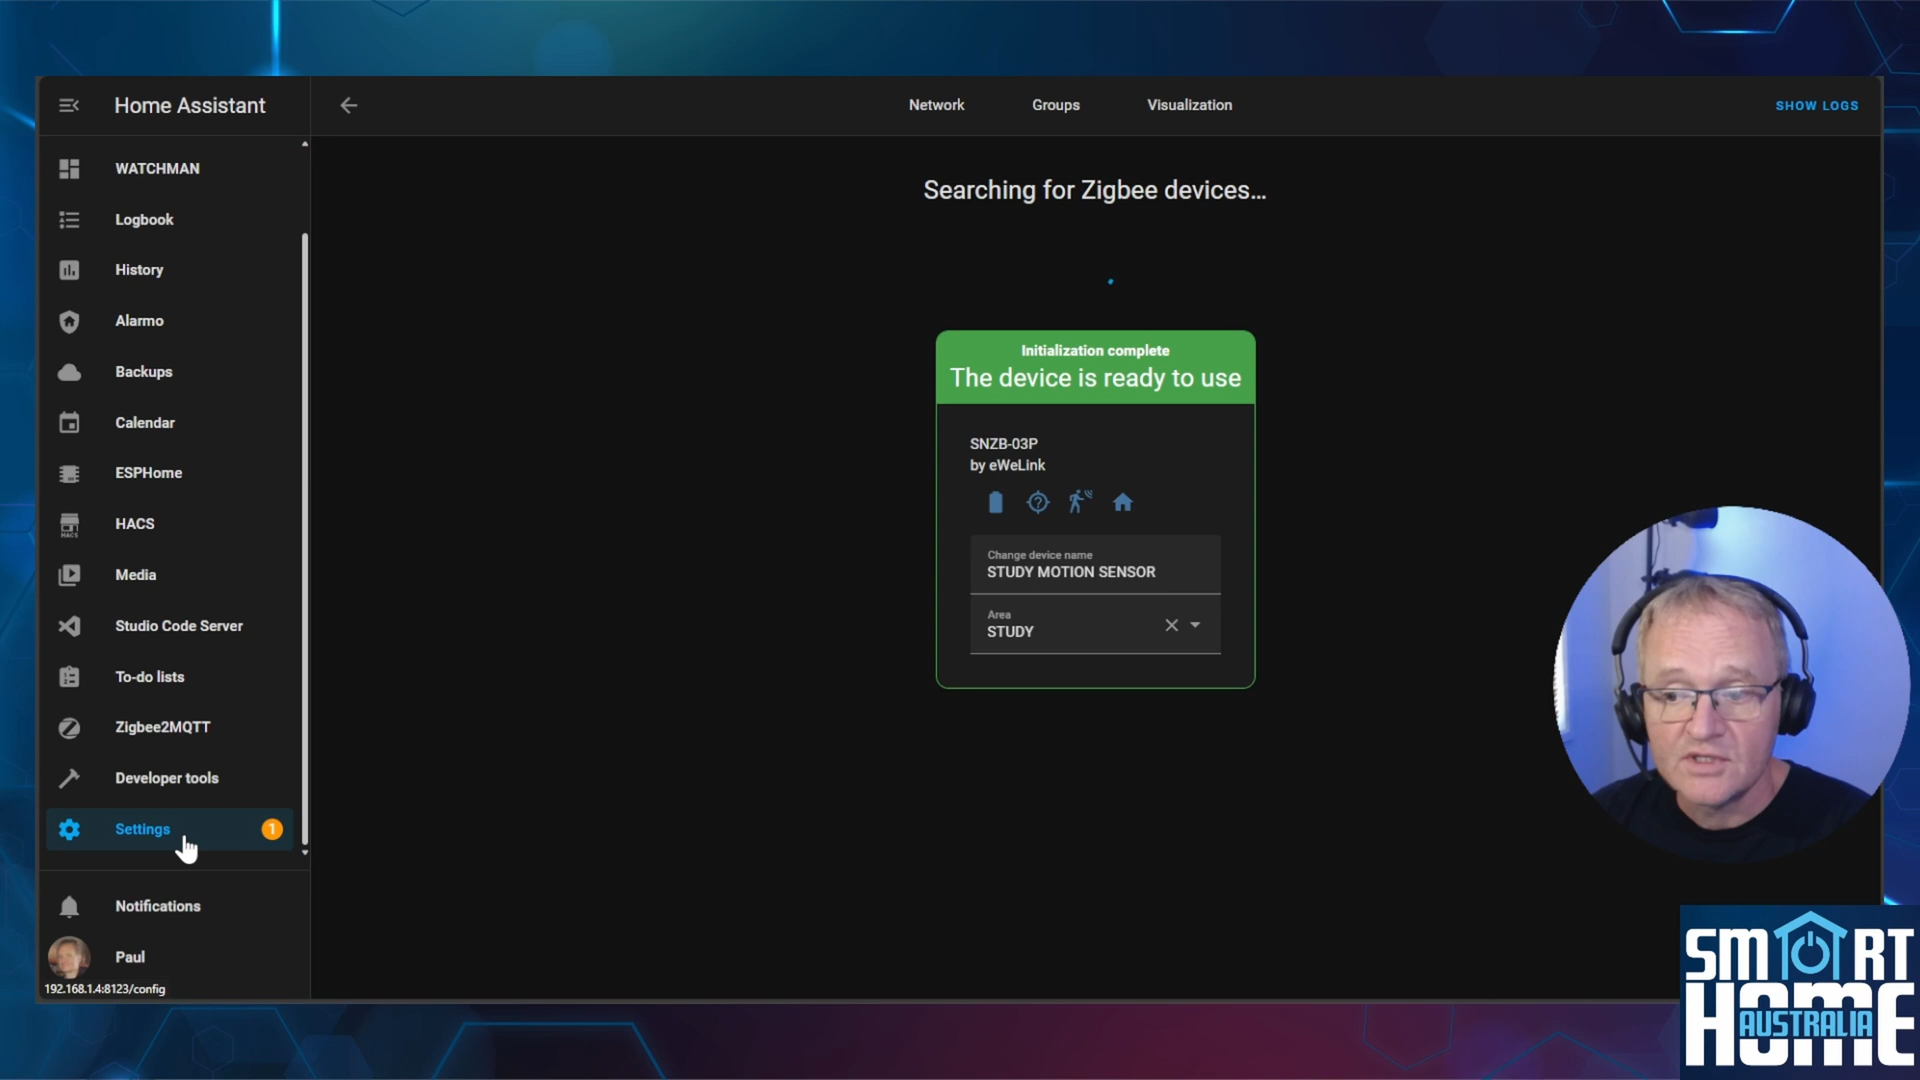 Home Assistant
WATCHMAN
Logbook
History
Alarmo
Backups
Calendar
ESPHome
HACS
HACS
Media
Studio Code Server
To-do lists
Zigbee2MQTT
Developer tools
Settings
1
Notifications
Paul
192.168.1.4:8123/config
Network
Groups
Visualization
SHOW LOGS
Searching for Zigbee devices...
Initialization complete
The device is ready to use
SNZB-03P
by eWeLink
Change device name
STUDY MOTION SENSOR
Area
STUDY
SMART
HOME
AUSTRALIA